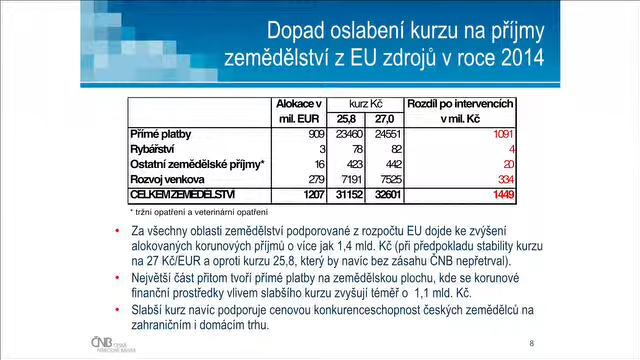 Dopad oslabení kurzu na příjmy
zemědělství z EU zdrojů v roce 2014
Alokace v kurz Kč Rozdíl po intervencích
mil. EUR 25,8 27,0 v mil. Kč
Přímé platby 909 23460 24551 1091
Rybářství 3 78 82 4
Ostatní zemědělské příjmy* 16 423 442 20
Rozvoj venkova 279 7191 7525 334
CELKEM ZEMEDELSTVI 1207 31152 32601 1449
* tržní opatření a veterinární opatření
• Za všechny oblasti zemědělství podporované z rozpočtu EU dojde ke zvýšení
alokovaných korunových příjmů o více jak 1,4 mld. Kč (při předpokladu stability kurzu
na 27 Kč/EUR a oproti kurzu 25,8, který by navíc bez zásahu ČNB nepřetrval).
• Největší část přitom tvoří přímé platby na zemědělskou plochu, kde se korunové
finanční prostředky vlivem slabšího kurzu zvyšují téměř o 1,1 mld. Kč.
• Slabší kurz navíc podporuje cenovou konkurenceschopnost českých zemědělců na
zahraničním i domácím trhu.
ČNB ČESKÁ
NÁRODNÍ BANKA
8